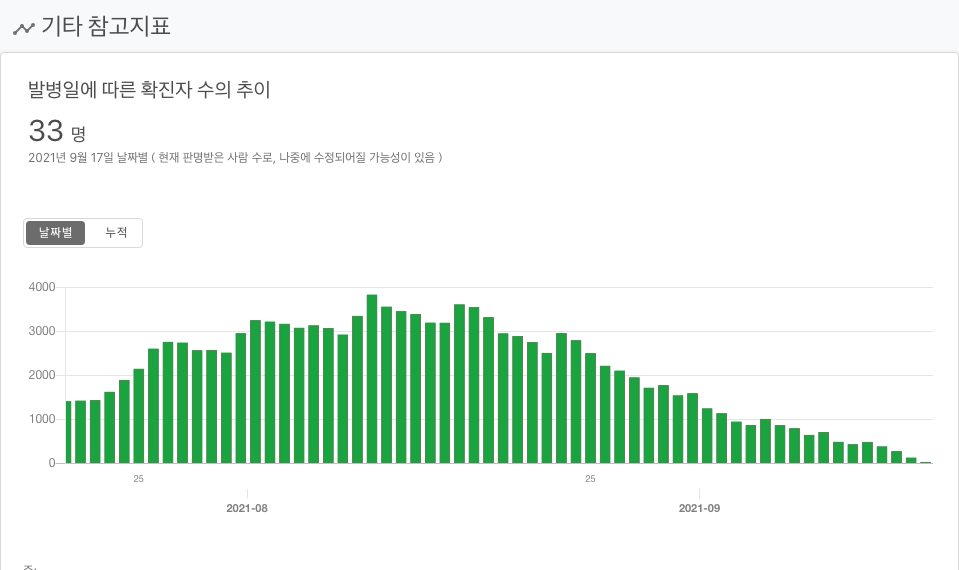 기타 참고지표
발병일에 따른 확진자 수의 추이
33 명
2021년 9월 17일 날짜별 ( 현재 판명받은 사람 수로, 나중에 수정되어질 가능성이 있음 )
날짜별 누적
4000
3000
2000
1000
0
25 25
2021-08 2021-09